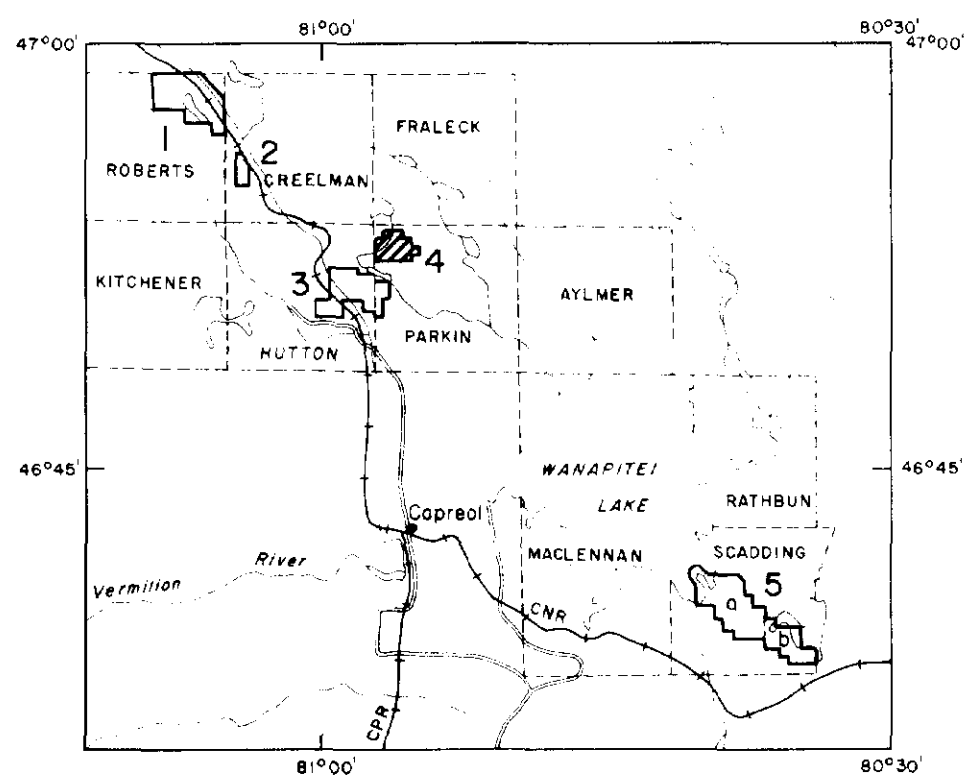 81°00'
80°30'
47°00'
47°00'
FRALECK
1
2
ROBERTS
CREELMAN
4
KITCHENER
3
AYLMER
PARKIN
HUTTON
46°45'
46°45'
WANAPITEI
LAKE
RATHBUN
Capreol
MACLENNAN
SCADDING
River
Vermilion
5
a
CNR
b
CPR
81°00'
80°30'